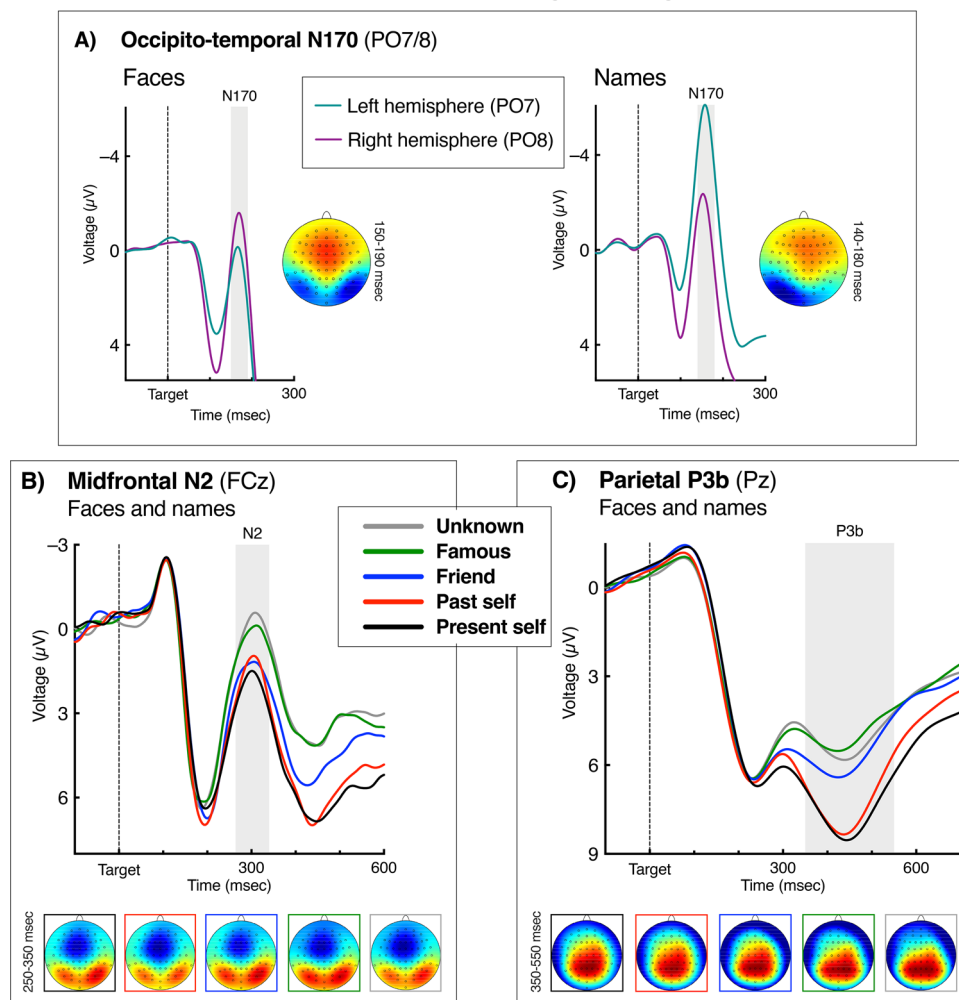 A) Occipito-temporal N170 (PO7/8)
Faces
Names
N170
N170
Left hemisphere (PO7)
Right hemisphere (PO8)
–4
0
4
Voltage (µV)
Target
300
Time (msec)
150-190 msec
–4
0
4
Voltage (µV)
Target
300
Time (msec)
140-180 msec
B) Midfrontal N2 (FCz)
Faces and names
N2
–3
0
3
6
Voltage (µV)
Target
300
600
Time (msec)
250-350 msec
Unknown
Famous
Friend
Past self
Present self
C) Parietal P3b (Pz)
Faces and names
P3b
0
3
6
9
Voltage (µV)
Target
300
600
Time (msec)
350-550 msec